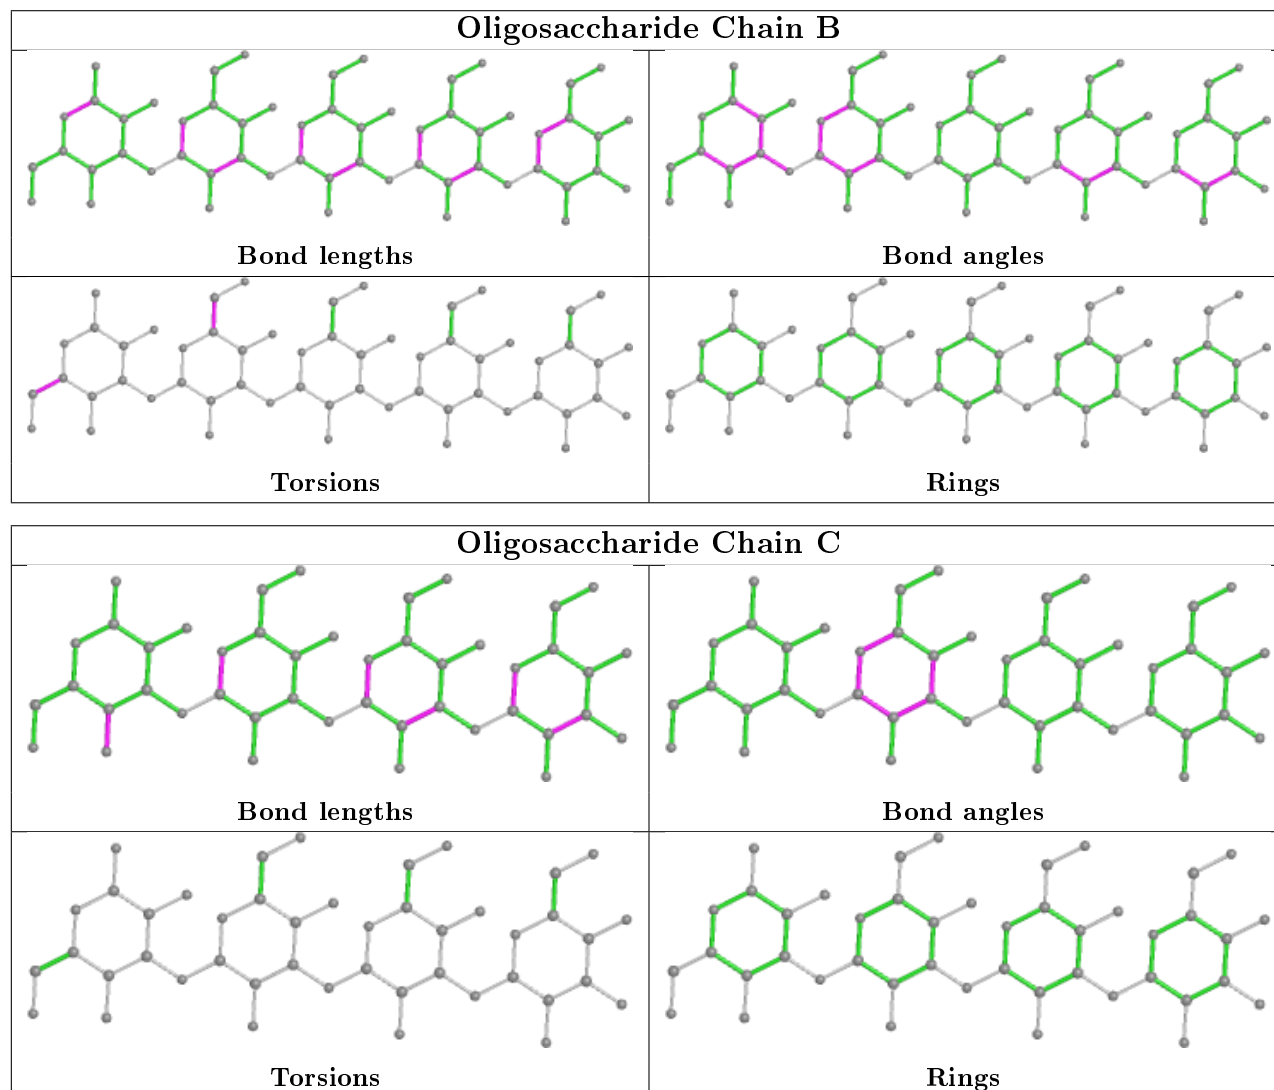 Oligosaccharide Chain B
Bond lengths
Bond angles
Torsions
Rings
Oligosaccharide Chain C
Bond lengths
Bond angles
Torsions
Rings